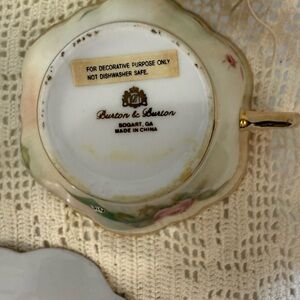 FOR DECORATIVE PURPOSE ONLY
NOT DISHWASHER SAFE.
Burton & Burton
BOGART, GA
MADE IN CHINA